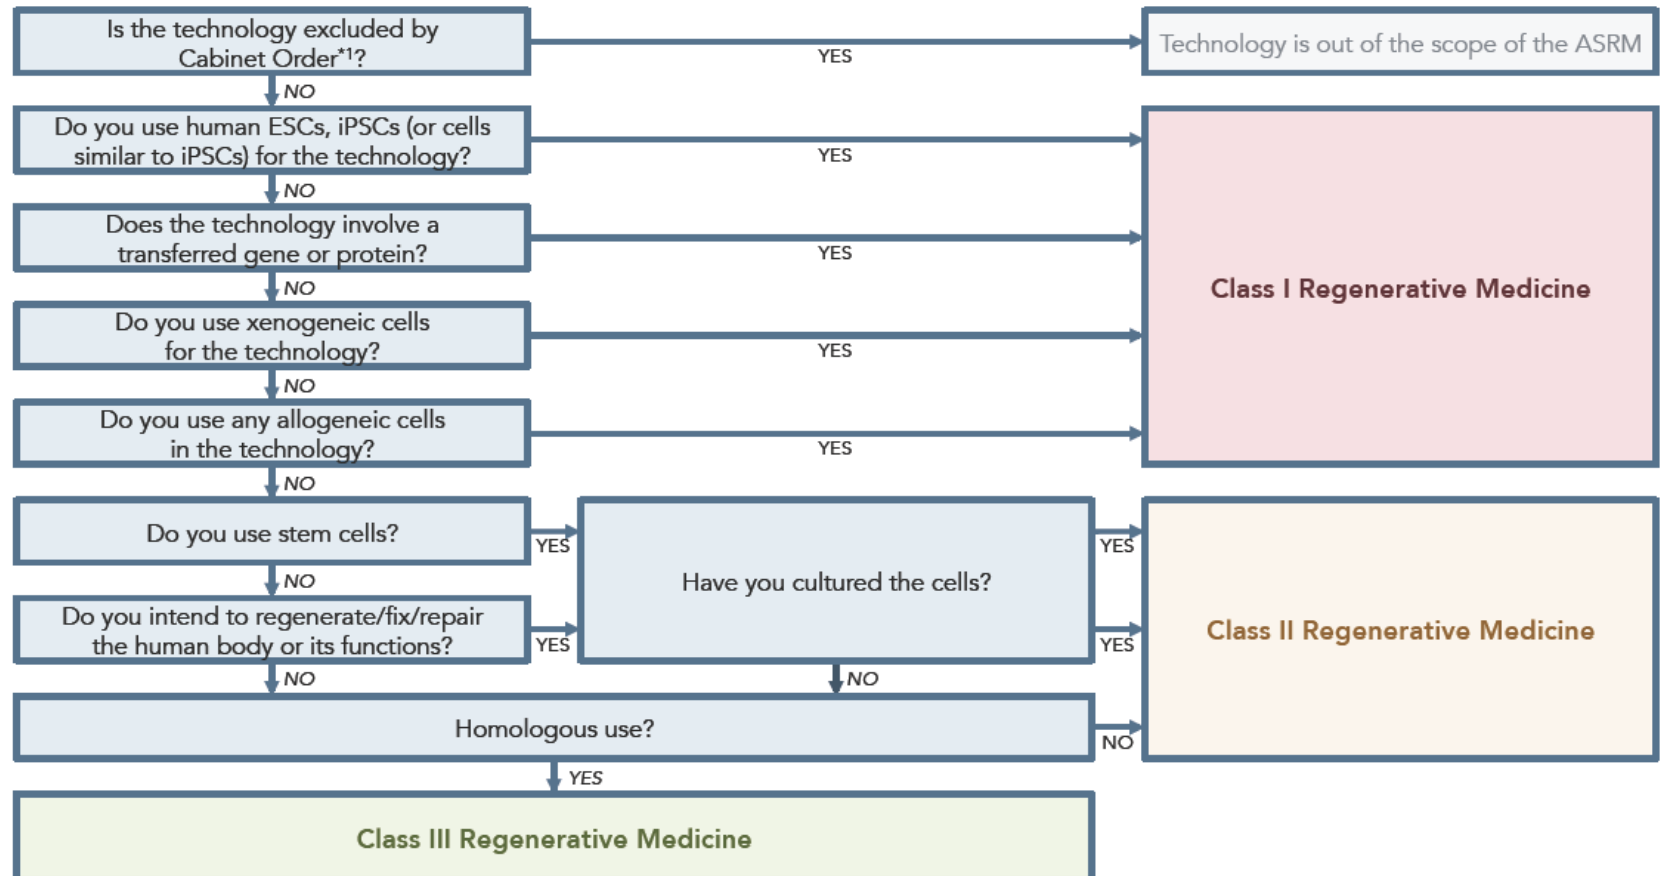 Is the technology excluded by
Cabinet Order*1?
YES
Technology is out of the scope of the ASRM
NO
Do you use human ESCs, iPSCs (or cells
similar to iPSCs) for the technology?
YES
NO
Does the technology involve a
transferred gene or protein?
YES
Class I Regenerative Medicine
NO
Do you use xenogeneic cells
for the technology?
YES
NO
Do you use any allogeneic cells
in the technology?
YES
NO
Do you use stem cells?
YES
Have you cultured the cells?
YES
NO
Do you intend to regenerate/fix/repair
the human body or its functions?
YES
YES
Class II Regenerative Medicine
NO
NO
Homologous use?
NO
YES
Class III Regenerative Medicine